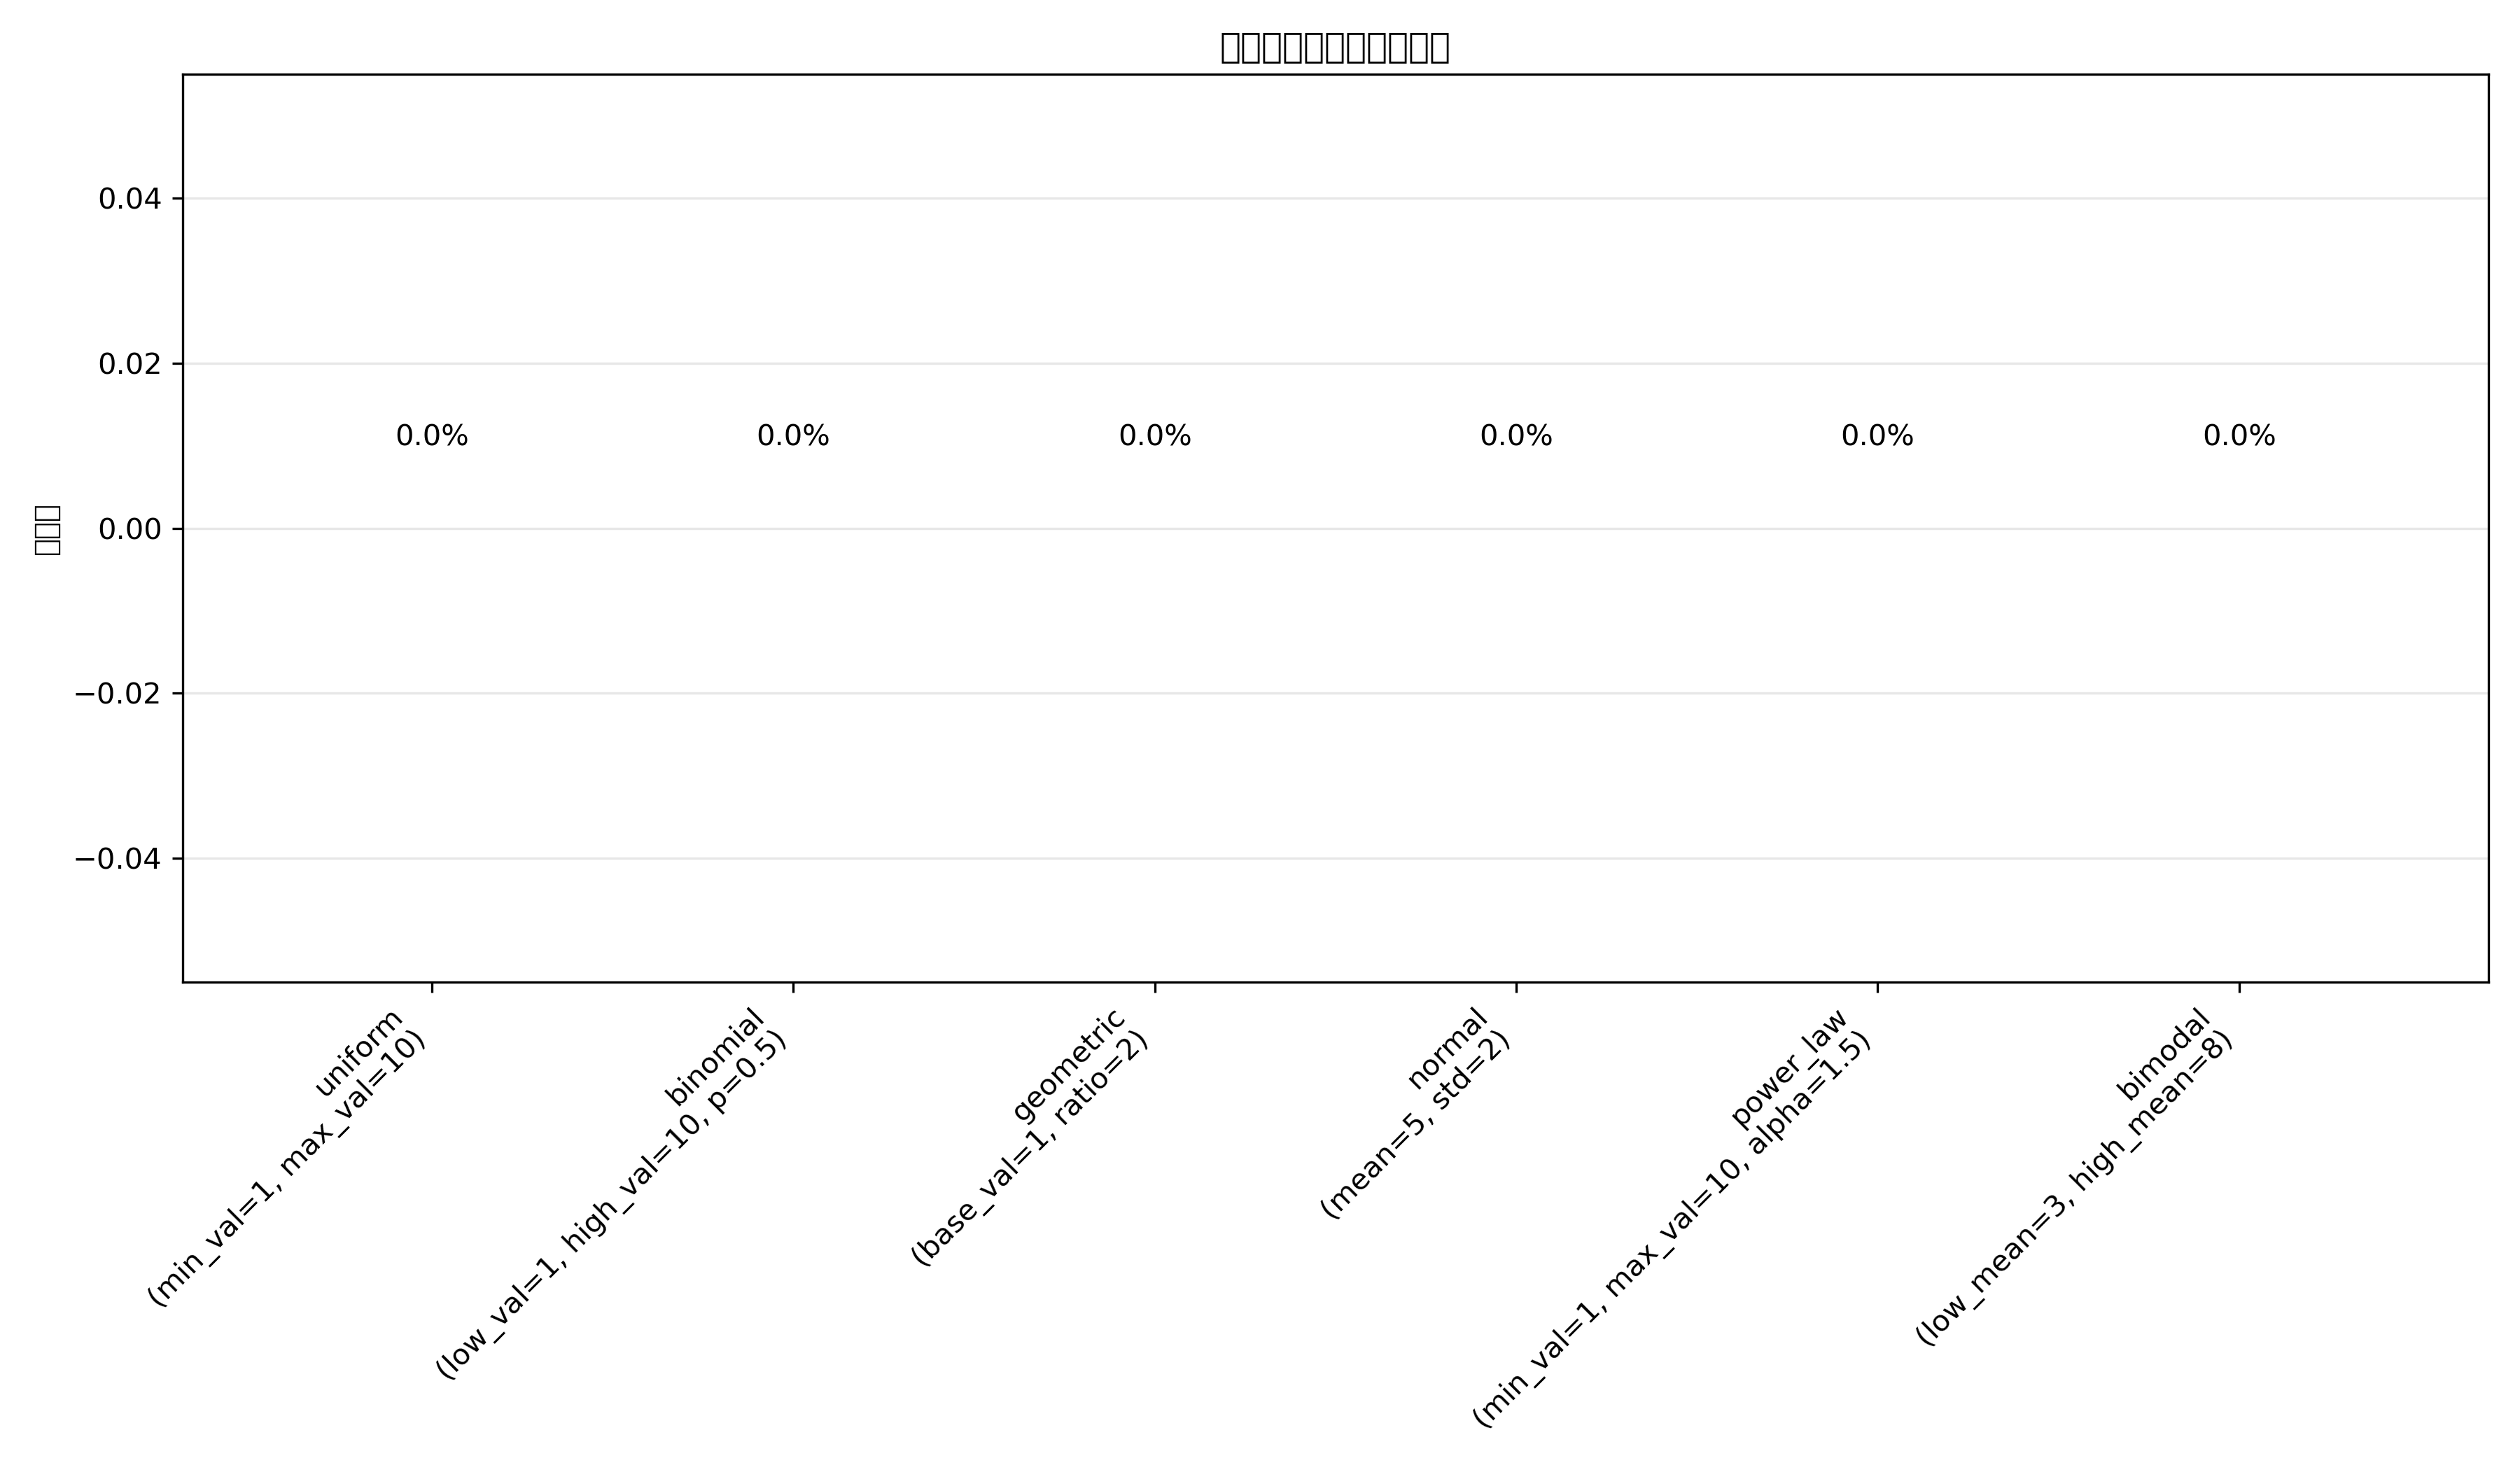 0.04
0.02
0.00
−0.02
−0.04
0.0%
0.0%
0.0%
0.0%
0.0%
0.0%
uniform
(min_val=1, max_val=10)
binomial
(low_val=1, high_val=10, p=0.5)
geometric
(base_val=1, ratio=2)
normal
(mean=5, std=2)
power_law
(min_val=1, max_val=10, alpha=1.5)
bimodal
(low_mean=3, high_mean=8)